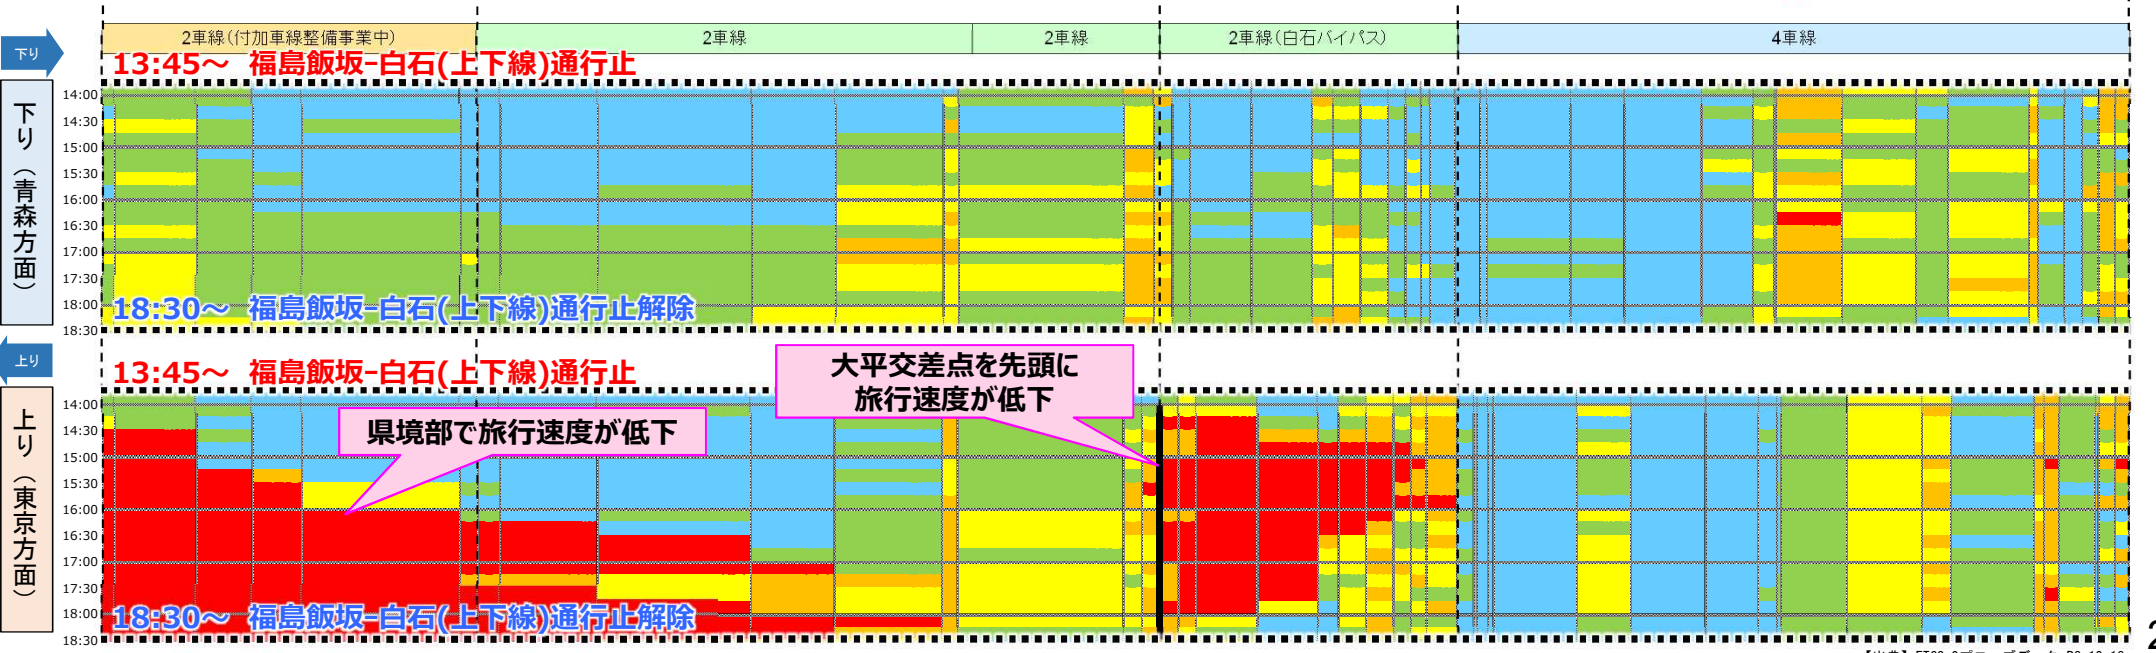 下り
2車線(付加車線整備事業中)
2車線
2車線
2車線(白石バイパス)
4車線
13:45～ 福島飯坂-白石(上下線)通行止
下り（青森方面）
14:00
14:30
15:00
15:30
16:00
16:30
17:00
17:30
18:00
18:30
18:30～ 福島飯坂-白石(上下線)通行止解除
上り
13:45～ 福島飯坂-白石(上下線)通行止
大平交差点を先頭に
旅行速度が低下
県境部で旅行速度が低下
上り（東京方面）
14:00
14:30
15:00
15:30
16:00
16:30
17:00
17:30
18:00
18:30
18:30～ 福島飯坂-白石(上下線)通行止解除